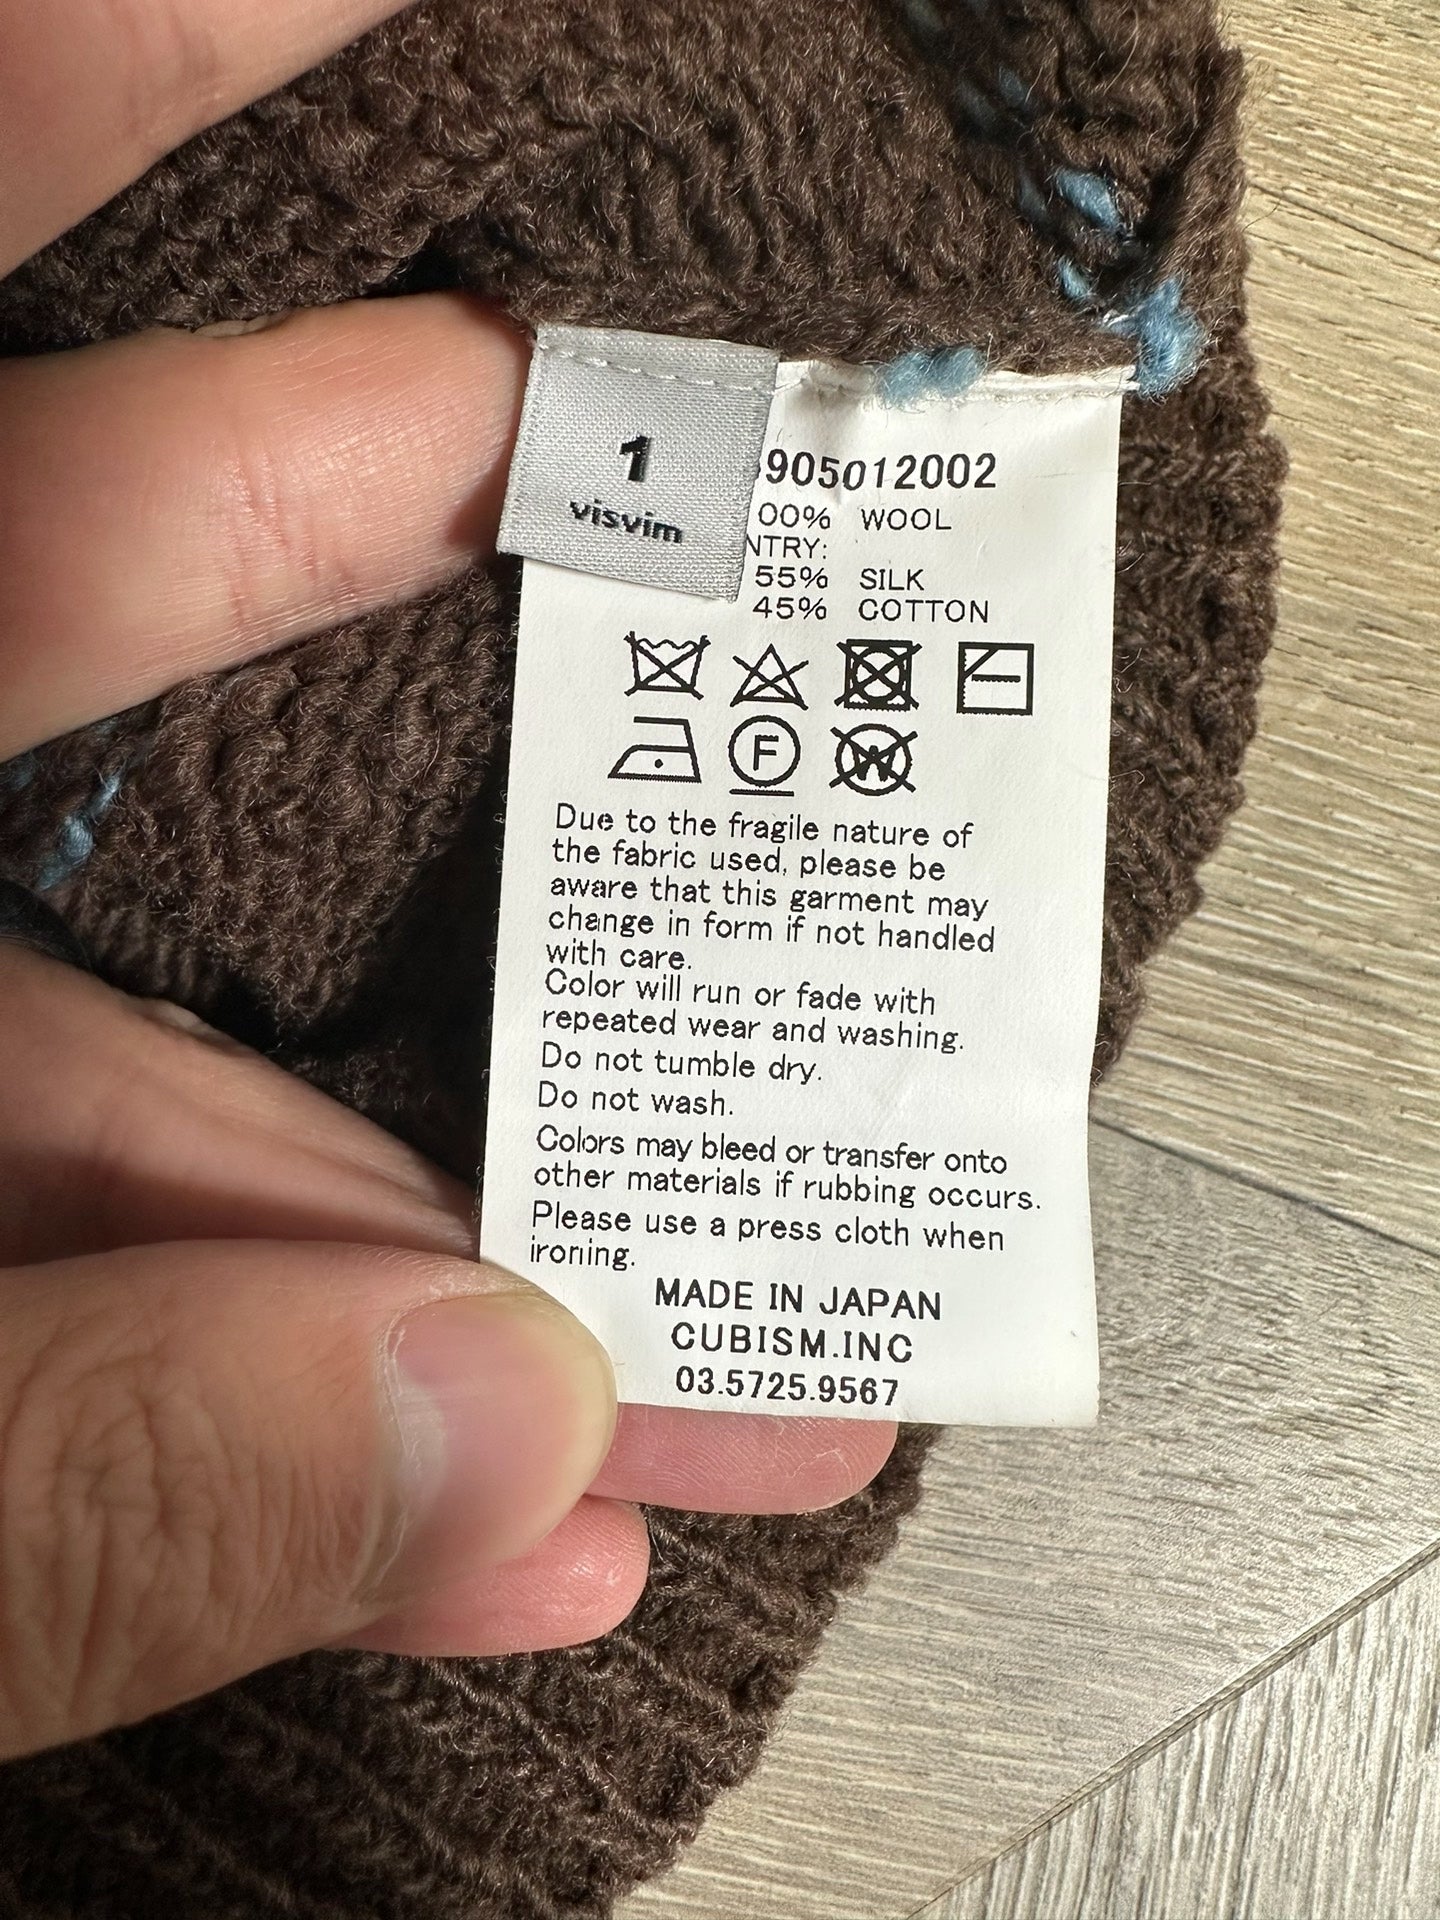 1
visvim
905012002
00% WOOL
NTRY:
55% SILK
45% COTTON
F
W
Due to the fragile nature of
the fabric used, please be
aware that this garment may
change in form if not handled
with care.
Color will run or fade with
repeated wear and washing.
Do not tumble dry.
Do not wash.
Colors may bleed or transfer onto
other materials if rubbing occurs.
Please use a press cloth when
ironing.
MADE IN JAPAN
CUBISM.INC
03.5725.9567